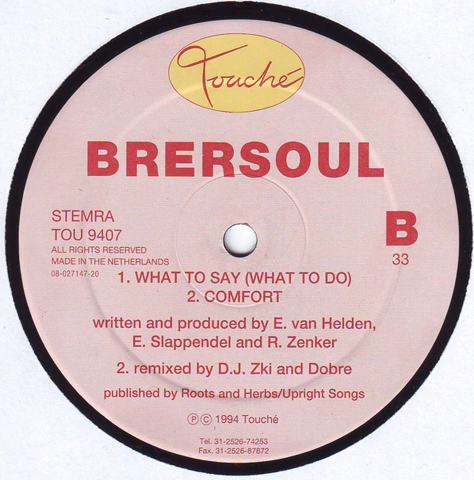 Touché
BRERSOUL
STEMRA
TOU 9407
ALL RIGHTS RESERVED
MADE IN THE NETHERLANDS
08-027147-20
B
33
1. WHAT TO SAY (WHAT TO DO)
2. COMFORT
written and produced by E. van Helden,
E. Slappendel and R. Zenker
2. remixed by D.J. Zki and Dobre
published by Roots and Herbs/Upright Songs
Ⓟ © 1994 Touché
Tel. 31-2526-74253
Fax. 31-2526-87872